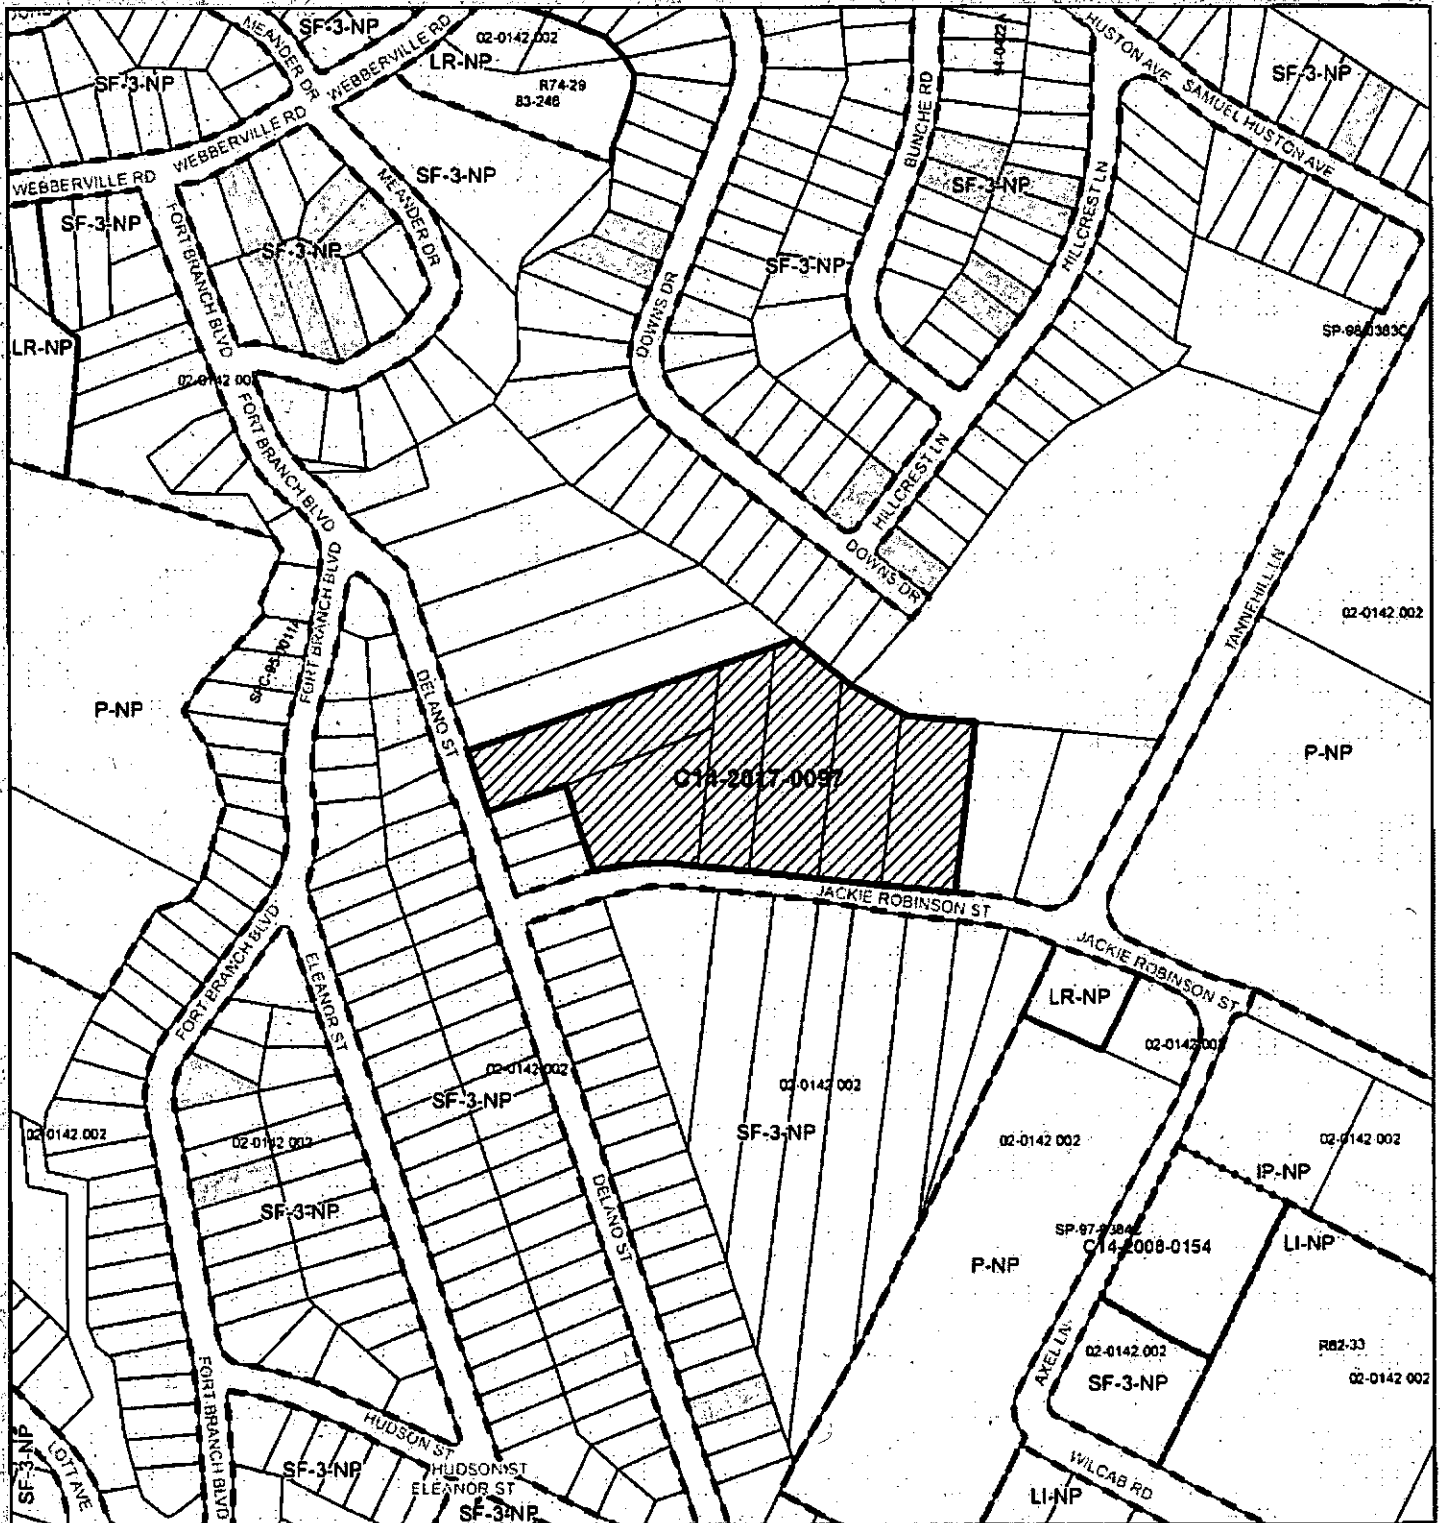 MEANDER DR
SF-3-NP
WEBBERVILLE RD
02-0142.002
LR-NP
R74-29
83-246
HUSTON AVE
SAMUEL HUSTON AVE
SF-3-NP
SF-3-NP
WEBBERVILLE RD
WEBBERVILLE RD
SF-3-NP
MEANDER DR
SF-3-NP
BUNCHE RD
SF-3-NP
HILLCREST LN
SF-3-NP
FORT BRANCH BLVD
SF-3-NP
DOWNS DR
LR-NP
FORT BRANCH BLVD
FORT BRANCH BLVD
HILLCREST LN
DOWNS DR
TANNEHILL LN
02-0142.002
SPC-95-0011A
P-NP
DELANO ST
P-NP
C14-2017-0097
JACKIE ROBINSON ST
JACKIE ROBINSON ST
FORT BRANCH BLVD
ELEANOR ST
LR-NP
02-0142.002
02-0142.002
SF-3-NP
02-0142.002
SF-3-NP
02-0142.002
02-0142.002
02-0142.002
02-0142.002
IP-NP
SF-3-NP
DELANO ST
C14-2008-0154
LI-NP
P-NP
AXEL LN
02-0142.002
SF-3-NP
R82-33
02-0142.002
FORT BRANCH BLVD
HUDSON ST
SF-3-NP
LOTT AVE
SF-3-NP
HUDSON ST
ELEANOR ST
SF-3-NP
WILCAB RD
LI-NP